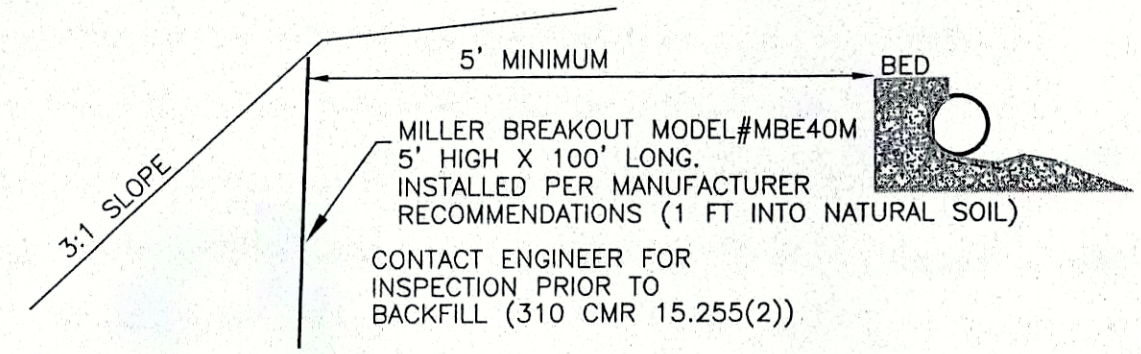 5' MINIMUM
BED
MILLER BREAKOUT MODEL#MBE40M
5' HIGH X 100' LONG.
INSTALLED PER MANUFACTURER
RECOMMENDATIONS (1 FT INTO NATURAL SOIL)
3:1 SLOPE
CONTACT ENGINEER FOR
INSPECTION PRIOR TO
BACKFILL (310 CMR 15.255(2))